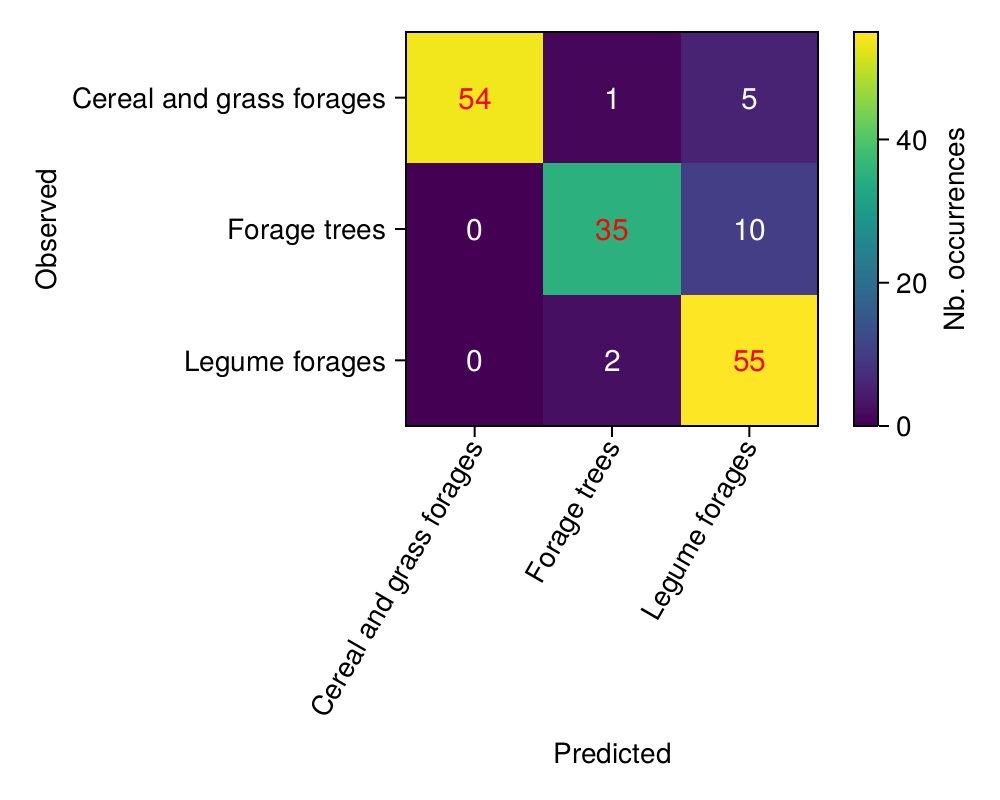 Observed
Cereal and grass forages
54 1 5
Forage trees
0 35 10
Legume forages
0 2 55
Cereal and grass forages
Forage trees
Legume forages
Predicted
40
20
0
Nb. occurrences